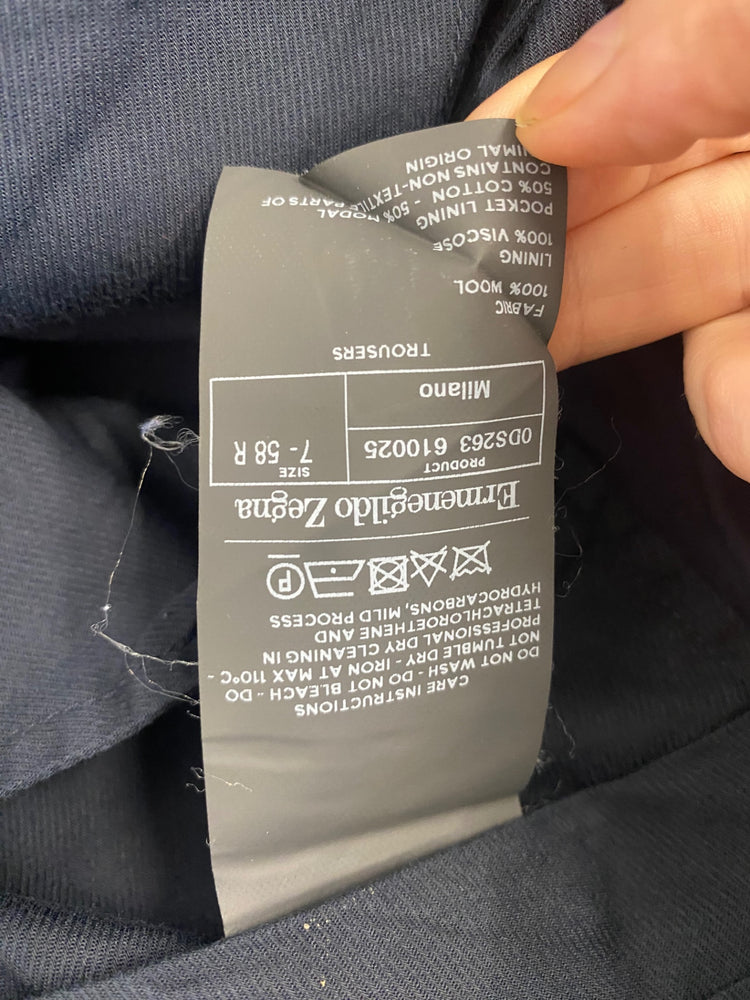 CARE INSTRUCTIONS
DO NOT WASH - DO NOT BLEACH - DO
NOT TUMBLE DRY - IRON AT MAX 110°C -
PROFESSIONAL DRY CLEANING IN
TETRACHLOROETHENE AND
HYDROCARBONS, MILD PROCESS
P
Ermenegildo Zegna
PRODUCT
0DS263 610025
SIZE
7- 58 R
Milano
TROUSERS
FABRIC
100% WOOL
LINING
100% VISCOSE
POCKET LINING
50% COTTON - 50% MODAL
CONTAINS NON-TEXTILE PARTS OF
ANIMAL ORIGIN